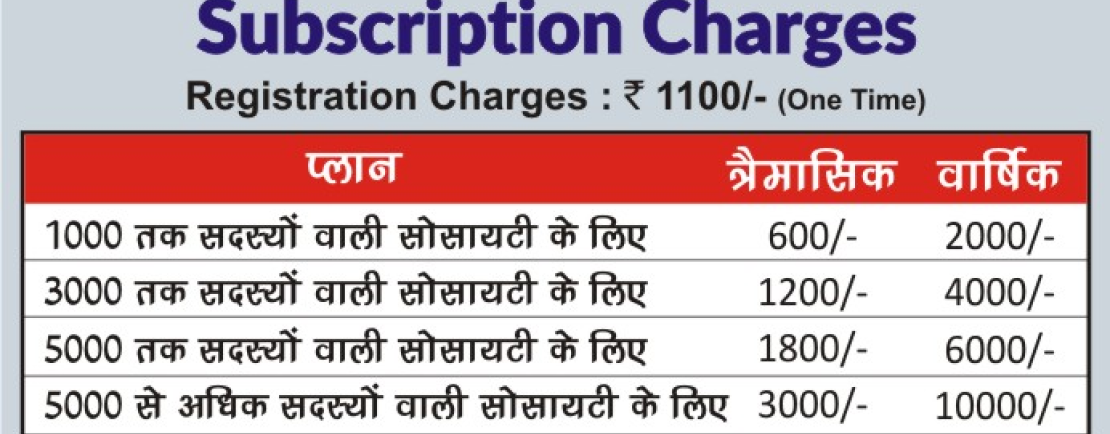 Subscription Charges
Registration Charges : ₹ 1100/- (One Time)
प्लान त्रैमासिक वार्षिक
1000 तक सदस्यों वाली सोसायटी के लिए 600/- 2000/-
3000 तक सदस्यों वाली सोसायटी के लिए 1200/- 4000/-
5000 तक सदस्यों वाली सोसायटी के लिए 1800/- 6000/-
5000 से अधिक सदस्यों वाली सोसायटी के लिए 3000/- 10000/-